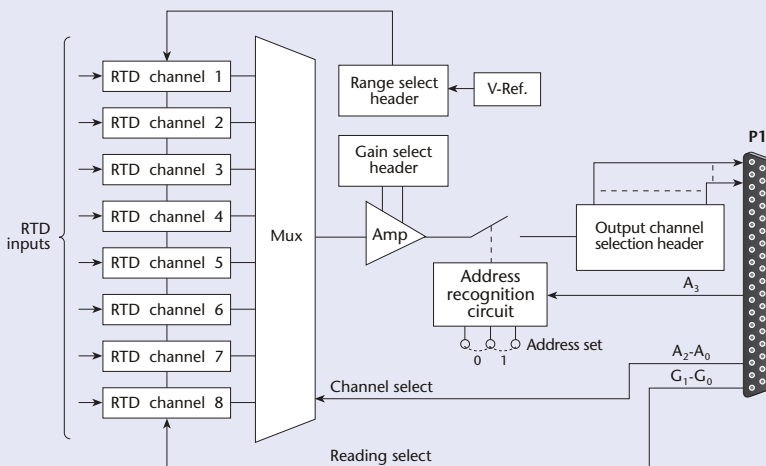 RTD inputs
RTD channel 1
RTD channel 2
RTD channel 3
RTD channel 4
RTD channel 5
RTD channel 6
RTD channel 7
RTD channel 8
Mux
Range select
header
V-Ref.
Gain select
header
Amp
Output channel
selection header
P1
Address
recognition
circuit
0 1
Address set
A₃
A₂-A₀
G₁-G₀
Channel select
Reading select